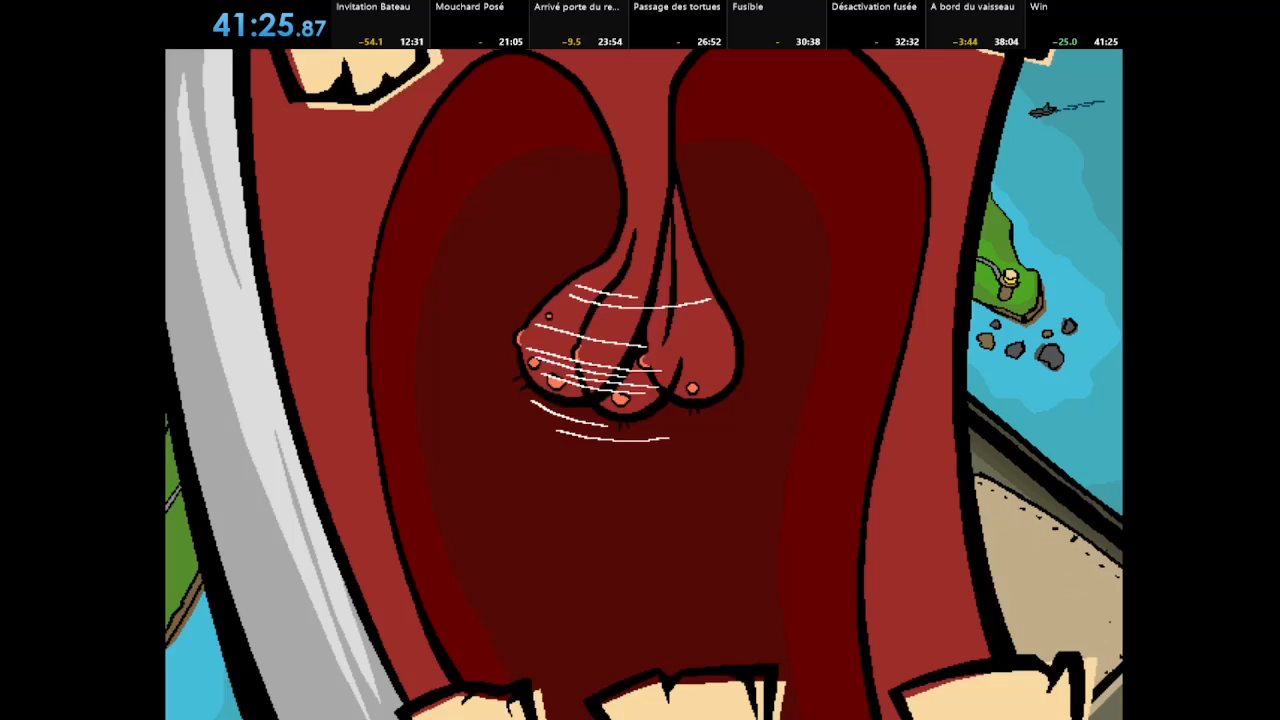 41:25.87
Invitation Bateau
−54.1 12:31
Mouchard Posé
- 21:05
Arrivé porte du re...
−9.5 23:54
Passage des tortues
- 26:52
Fusible
- 30:38
Désactivation fusée
- 32:32
A bord du vaisseau
−3:44 38:04
Win
−25.0 41:25